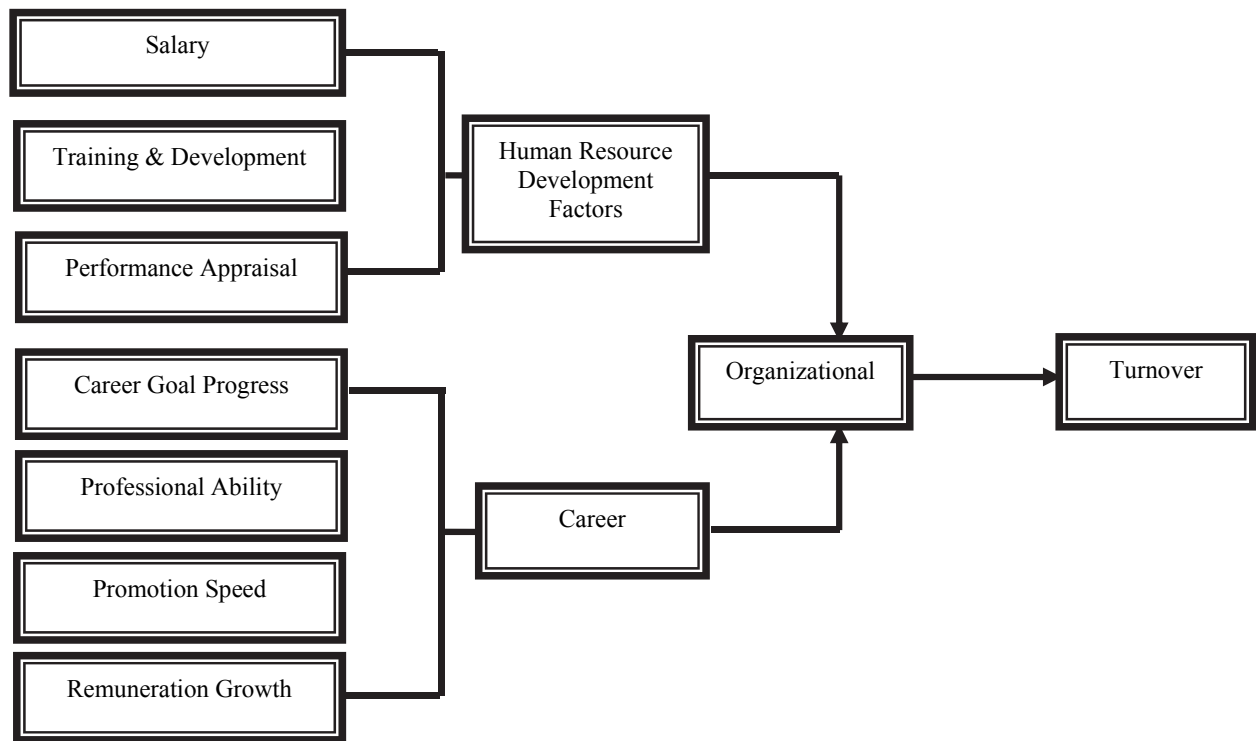 Salary
Training & Development
Performance Appraisal
Human Resource
Development
Factors
Career Goal Progress
Professional Ability
Promotion Speed
Remuneration Growth
Career
Organizational
Turnover